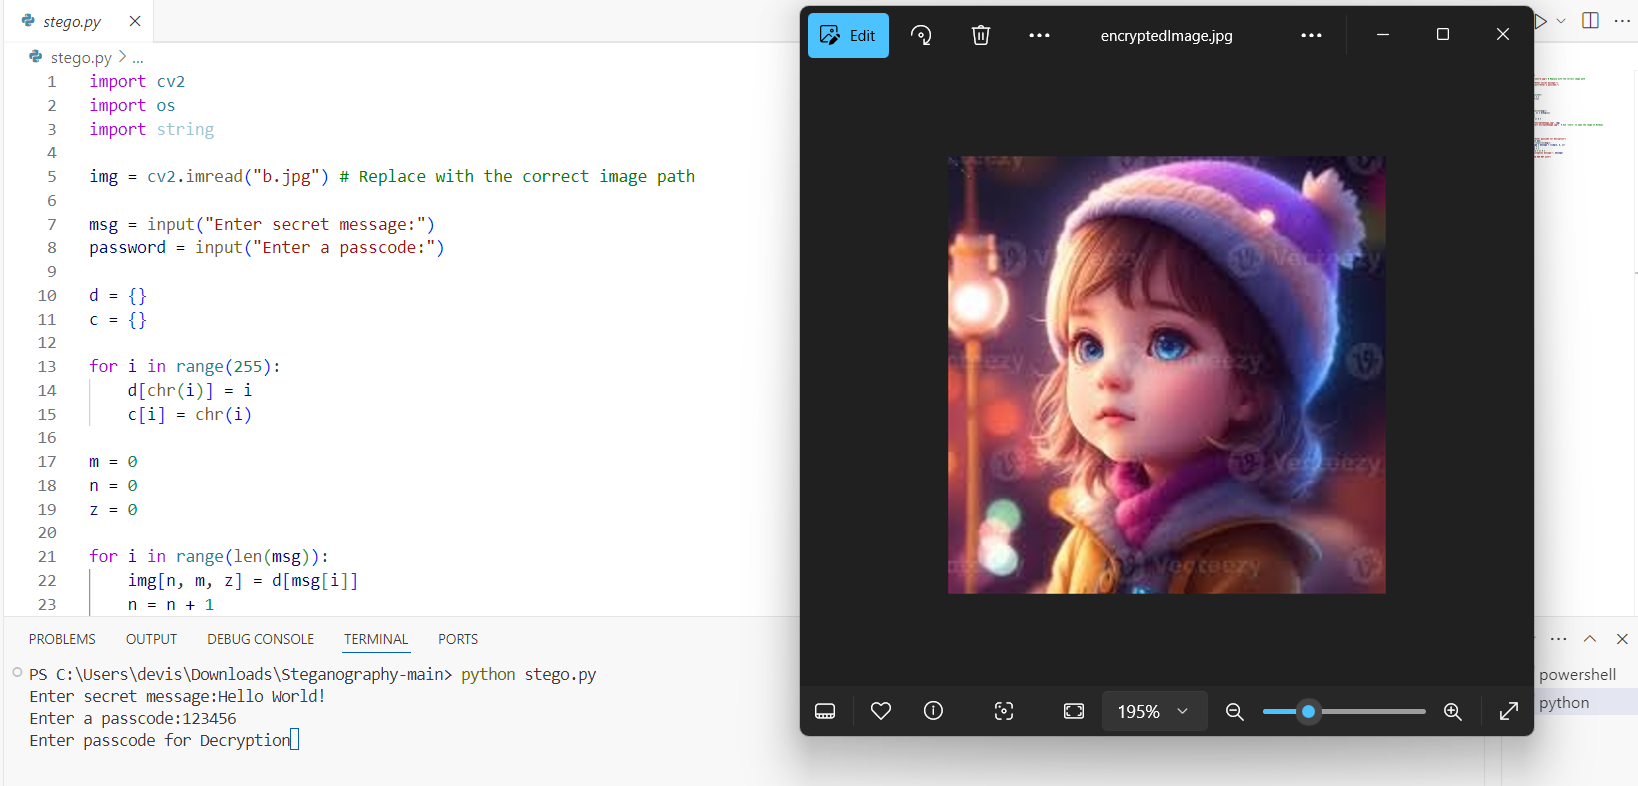 stego.py
stego.py > ...
1 import cv2
2 import os
3 import string
4
5 img = cv2.imread("b.jpg") # Replace with the correct image path
6
7 msg = input("Enter secret message:")
8 password = input("Enter a passcode:")
9
10 d = {}
11 c = {}
12
13 for i in range(255):
14 d[chr(i)] = i
15 c[i] = chr(i)
16
17 m = 0
18 n = 0
19 z = 0
20
21 for i in range(len(msg)):
22 img[n, m, z] = d[msg[i]]
23 n = n + 1
Edit
encryptedImage.jpg
Vecteezy
Vecteezy
Vecteezy
Vecteezy
195%
PROBLEMS OUTPUT DEBUG CONSOLE TERMINAL PORTS
PS C:\Users\devis\Downloads\Steganography-main> python stego.py
Enter secret message:Hello World!
Enter a passcode:123456
Enter passcode for Decryption
powershell
python